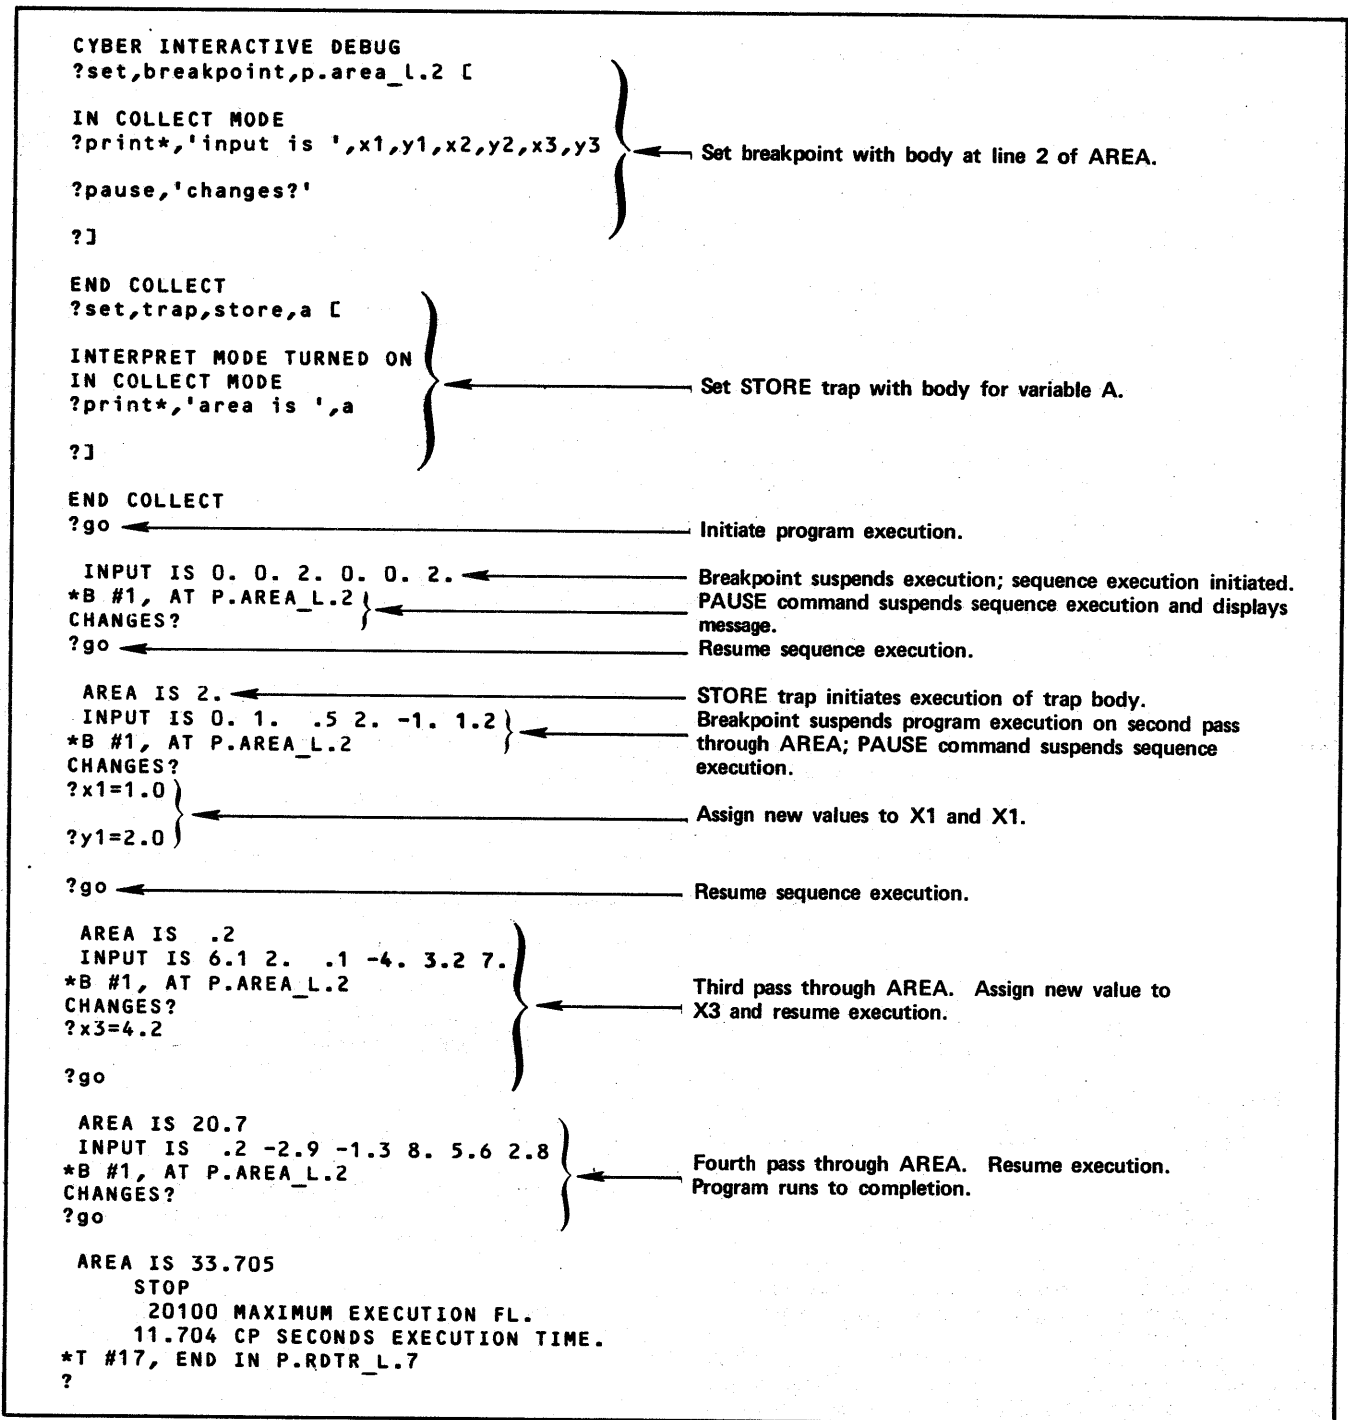 CYBER INTERACTIVE DEBUG
?set,breakpoint,p.area_l.2 [
IN COLLECT MODE
?print*,'input is ',x1,y1,x2,y2,x3,y3
Set breakpoint with body at line 2 of AREA.
?pause,'changes?'
?]
END COLLECT
?set,trap,store,a [
INTERPRET MODE TURNED ON
IN COLLECT MODE
Set STORE trap with body for variable A.
?print*,'area is ',a
?]
END COLLECT
?go
Initiate program execution.
INPUT IS 0. 0. 2. 0. 0. 2.
Breakpoint suspends execution; sequence execution initiated.
*B #1, AT P.AREA_L.2
PAUSE command suspends sequence execution and displays
CHANGES?
message.
?go
Resume sequence execution.
AREA IS 2.
STORE trap initiates execution of trap body.
INPUT IS 0. 1.  .5 2. -1. 1.2
Breakpoint suspends program execution on second pass
*B #1, AT P.AREA_L.2
through AREA; PAUSE command suspends sequence
CHANGES?
execution.
?x1=1.0
Assign new values to X1 and X1.
?y1=2.0
?go
Resume sequence execution.
AREA IS  .2
INPUT IS 6.1 2.  .1 -4. 3.2 7.
*B #1, AT P.AREA_L.2
Third pass through AREA. Assign new value to
CHANGES?
X3 and resume execution.
?x3=4.2
?go
AREA IS 20.7
INPUT IS  .2 -2.9 -1.3 8. 5.6 2.8
*B #1, AT P.AREA_L.2
Fourth pass through AREA. Resume execution.
CHANGES?
Program runs to completion.
?go
AREA IS 33.705
STOP
20100 MAXIMUM EXECUTION FL.
11.704 CP SECONDS EXECUTION TIME.
*T #17, END IN P.RDTR_L.7
?